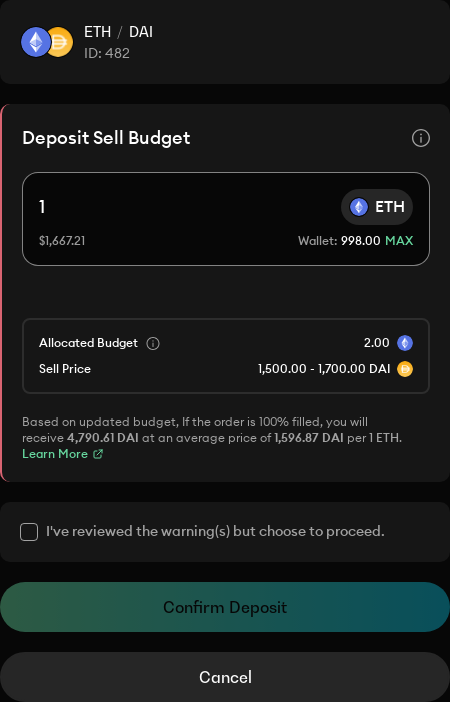 ETH / DAI
ID: 482
Deposit Sell Budget
1
ETH
$1,667.21
Wallet: 998.00 MAX
Allocated Budget
2.00
Sell Price
1,500.00 - 1,700.00 DAI
Based on updated budget, If the order is 100% filled, you will
receive 4,790.61 DAI at an average price of 1,596.87 DAI per 1 ETH.
Learn More
I've reviewed the warning(s) but choose to proceed.
Confirm Deposit
Cancel